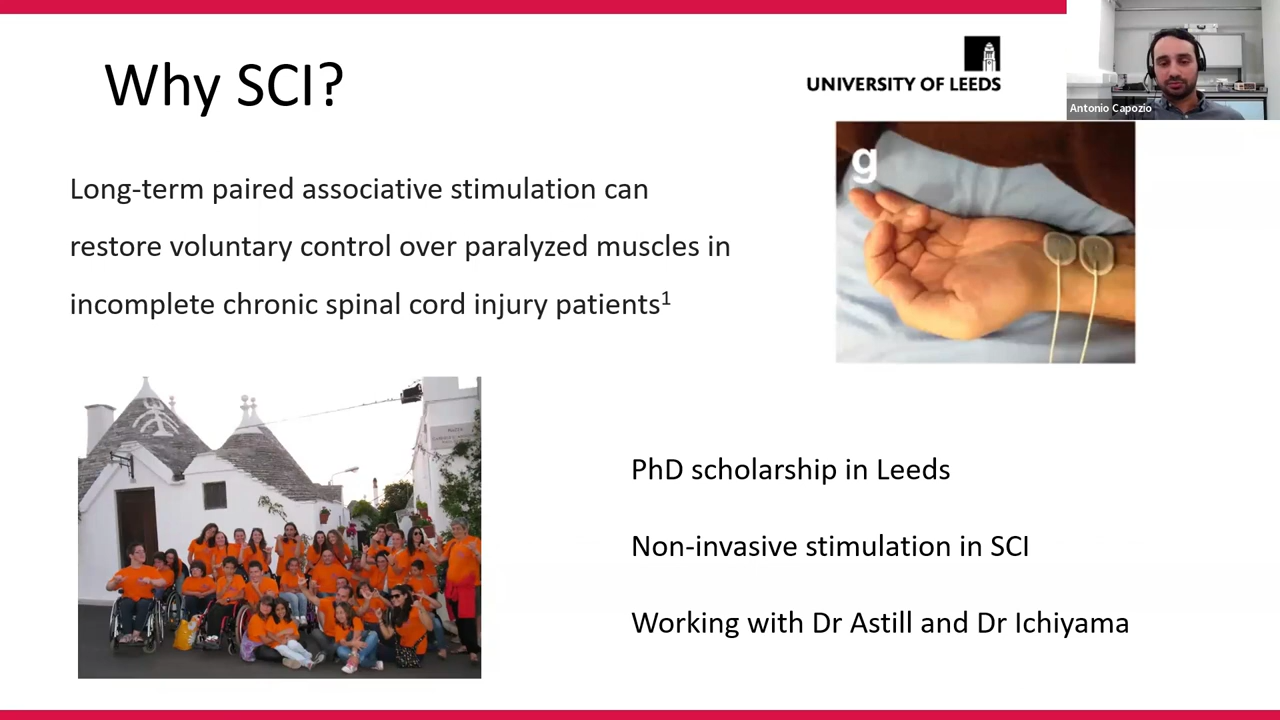 Why SCI?
UNIVERSITY OF LEEDS
Antonio Capozio
g
Long-term paired associative stimulation can
restore voluntary control over paralyzed muscles in
incomplete chronic spinal cord injury patients¹
PhD scholarship in Leeds
Non-invasive stimulation in SCI
Working with Dr Astill and Dr Ichiyama